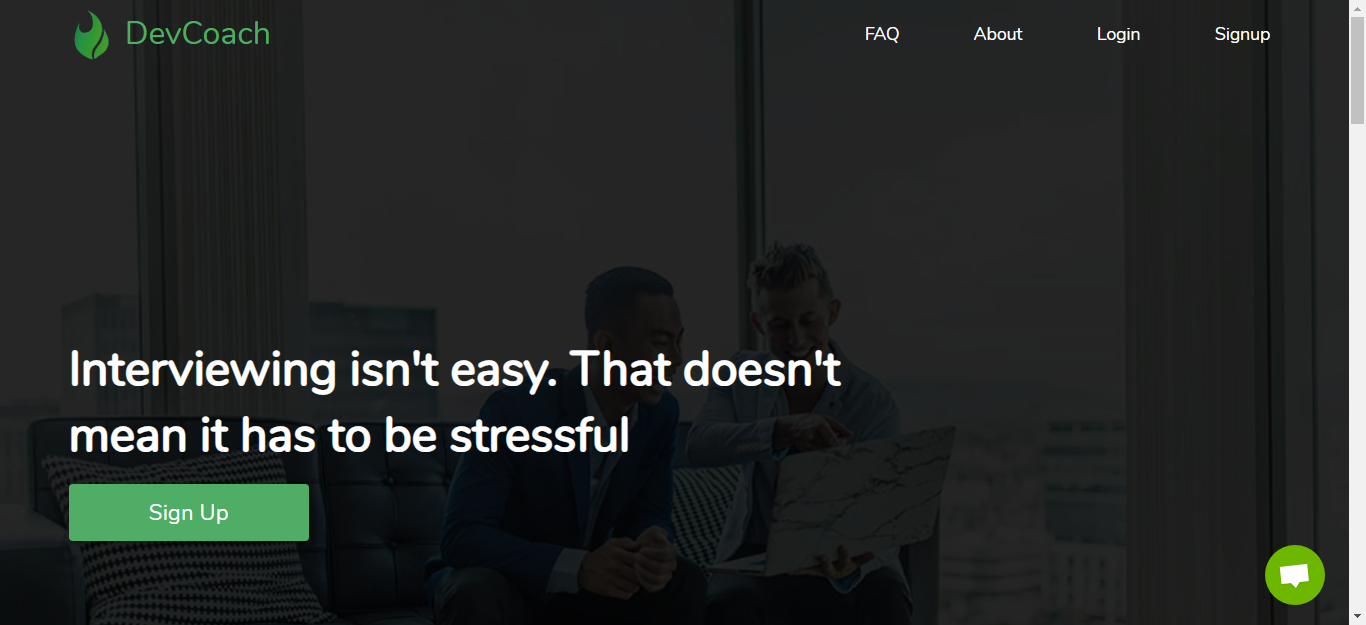 DevCoach
FAQ
About
Login
Signup
Interviewing isn't easy. That doesn't
mean it has to be stressful
Sign Up